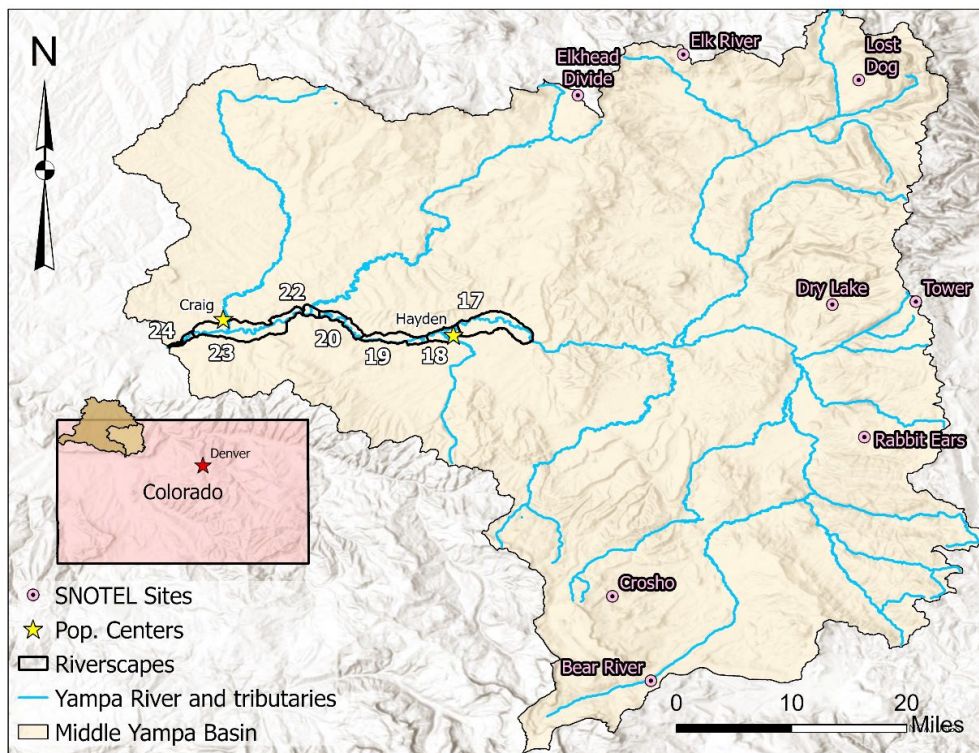 N
Elkhead
Divide
Elk River
Lost
Dog
Dry Lake
Tower
Craig
22
Hayden
17
24
23
20
19
18
Rabbit Ears
Denver
Colorado
Crosho
Bear River
SNOTEL Sites
Pop. Centers
Riverscapes
Yampa River and tributaries
Middle Yampa Basin
0 10 20
Miles